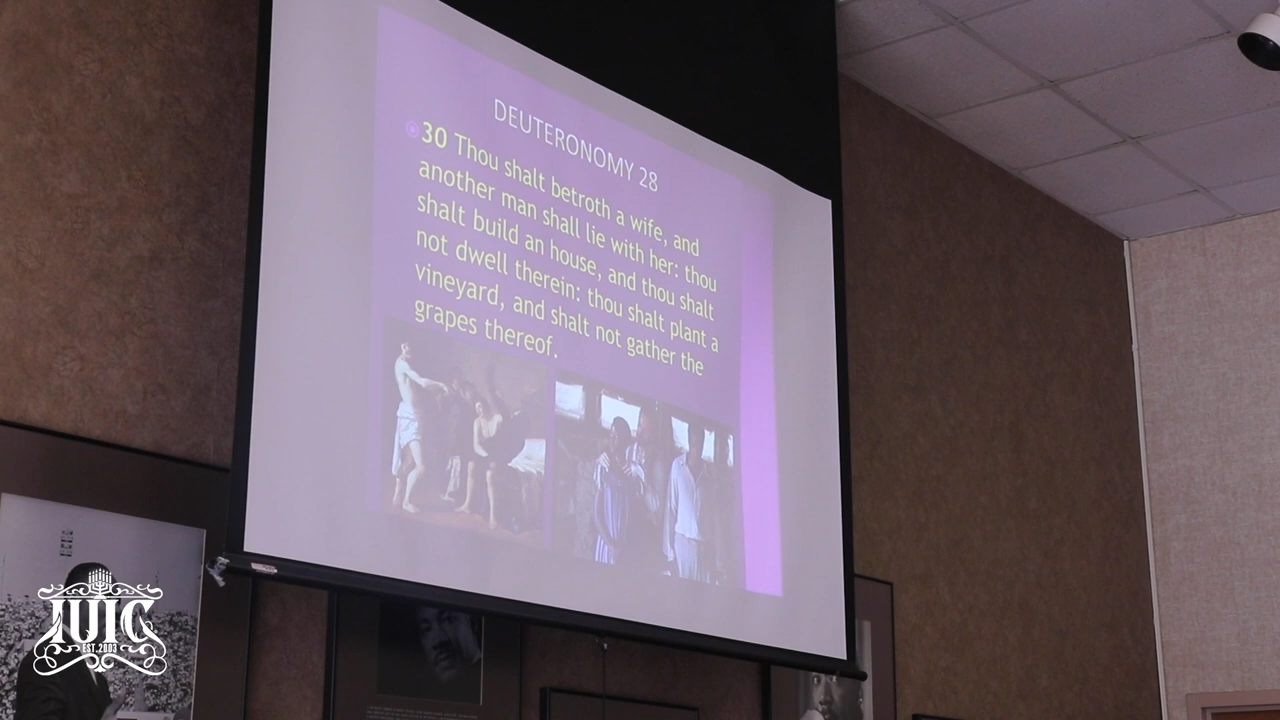 DEUTERONOMY 28
30 Thou shalt betroth a wife, and
another man shall lie with her: thou
shalt build an house, and thou shalt
not dwell therein: thou shalt plant a
vineyard, and shalt not gather the
grapes thereof.
IUIC
EST. 2003